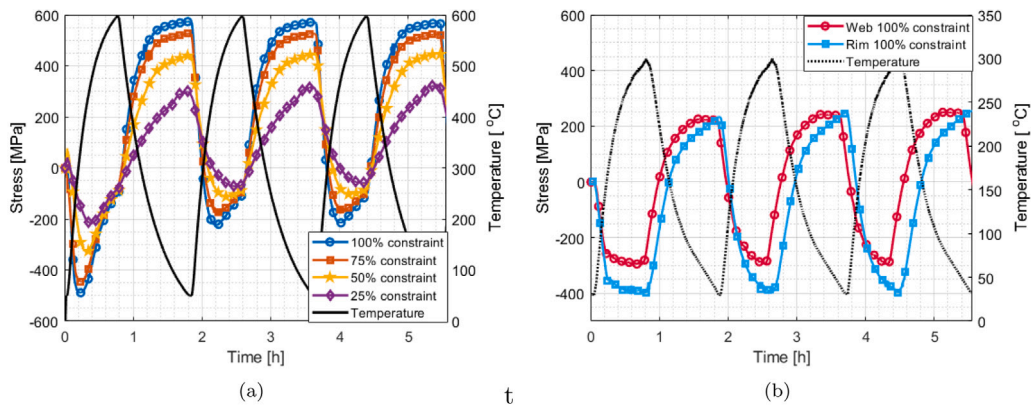 600
400
200
0
-200
-400
-600
Stress [MPa]
600
500
400
300
200
100
0
Temperature [ °C]
100% constraint
75% constraint
50% constraint
25% constraint
Temperature
0 1 2 3 4 5
Time [h]
(a)
t
600
400
200
0
-200
-400
Stress [MPa]
350
300
250
200
150
100
50
0
Temperature [ °C]
Web 100% constraint
Rim 100% constraint
Temperature
0 1 2 3 4 5
Time [h]
(b)